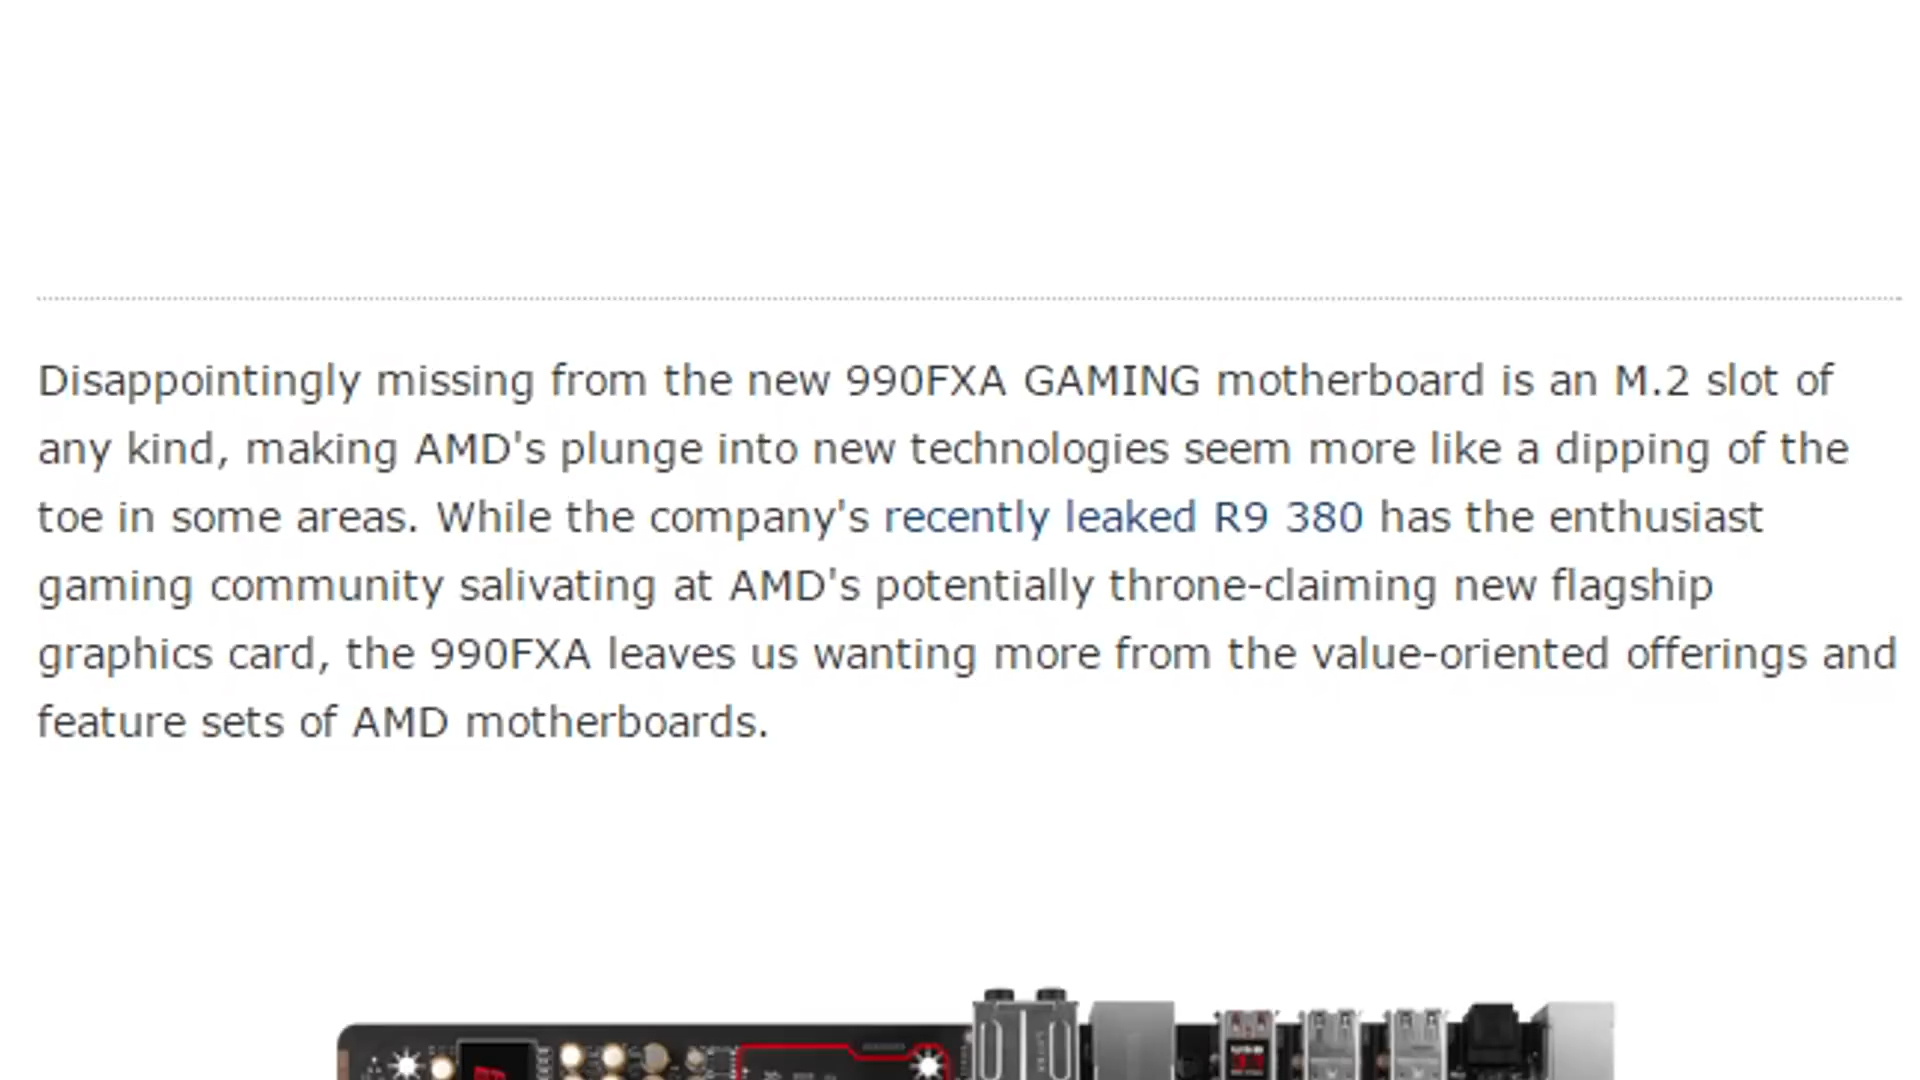 Disappointingly missing from the new 990FXA GAMING motherboard is an M.2 slot of
any kind, making AMD's plunge into new technologies seem more like a dipping of the
toe in some areas. While the company's recently leaked R9 380 has the enthusiast
gaming community salivating at AMD's potentially throne-claiming new flagship
graphics card, the 990FXA leaves us wanting more from the value-oriented offerings and
feature sets of AMD motherboards.